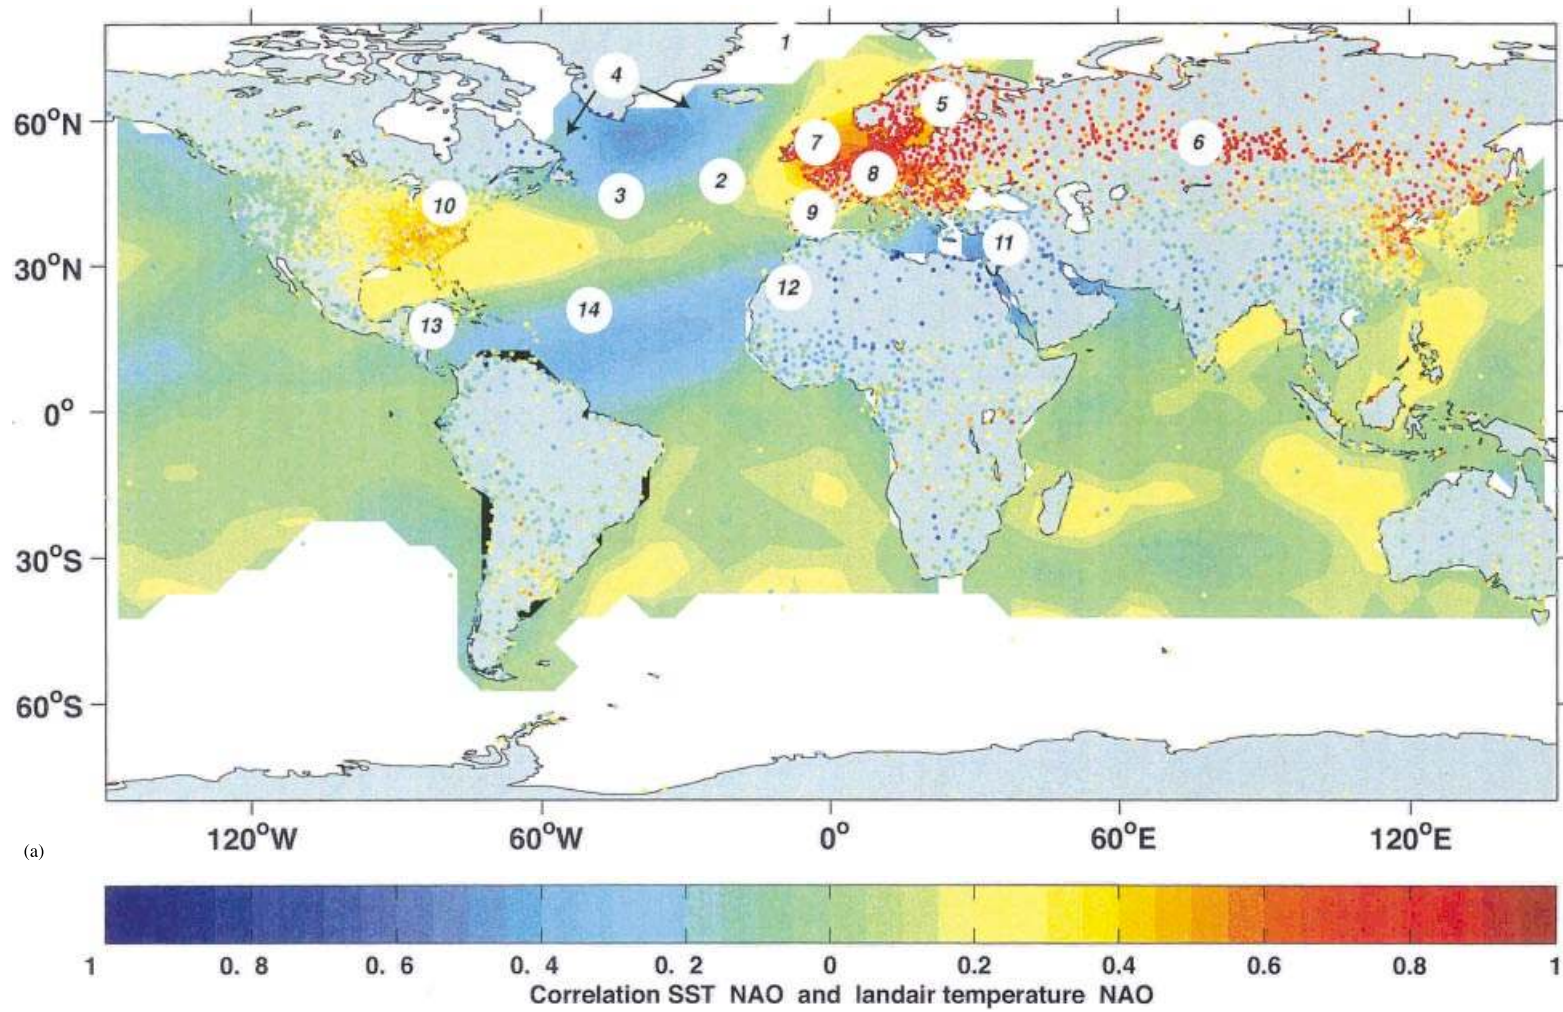 1
4
5
7
6
8
2
3
10
9
11
12
14
13
60°N
30°N
0°
30°S
60°S
120°W 60°W 0° 60°E 120°E
(a)
1 0. 8 0. 6 0. 4 0. 2 0 0.2 0.4 0.6 0.8 1
Correlation SST NAO and landair temperature NAO